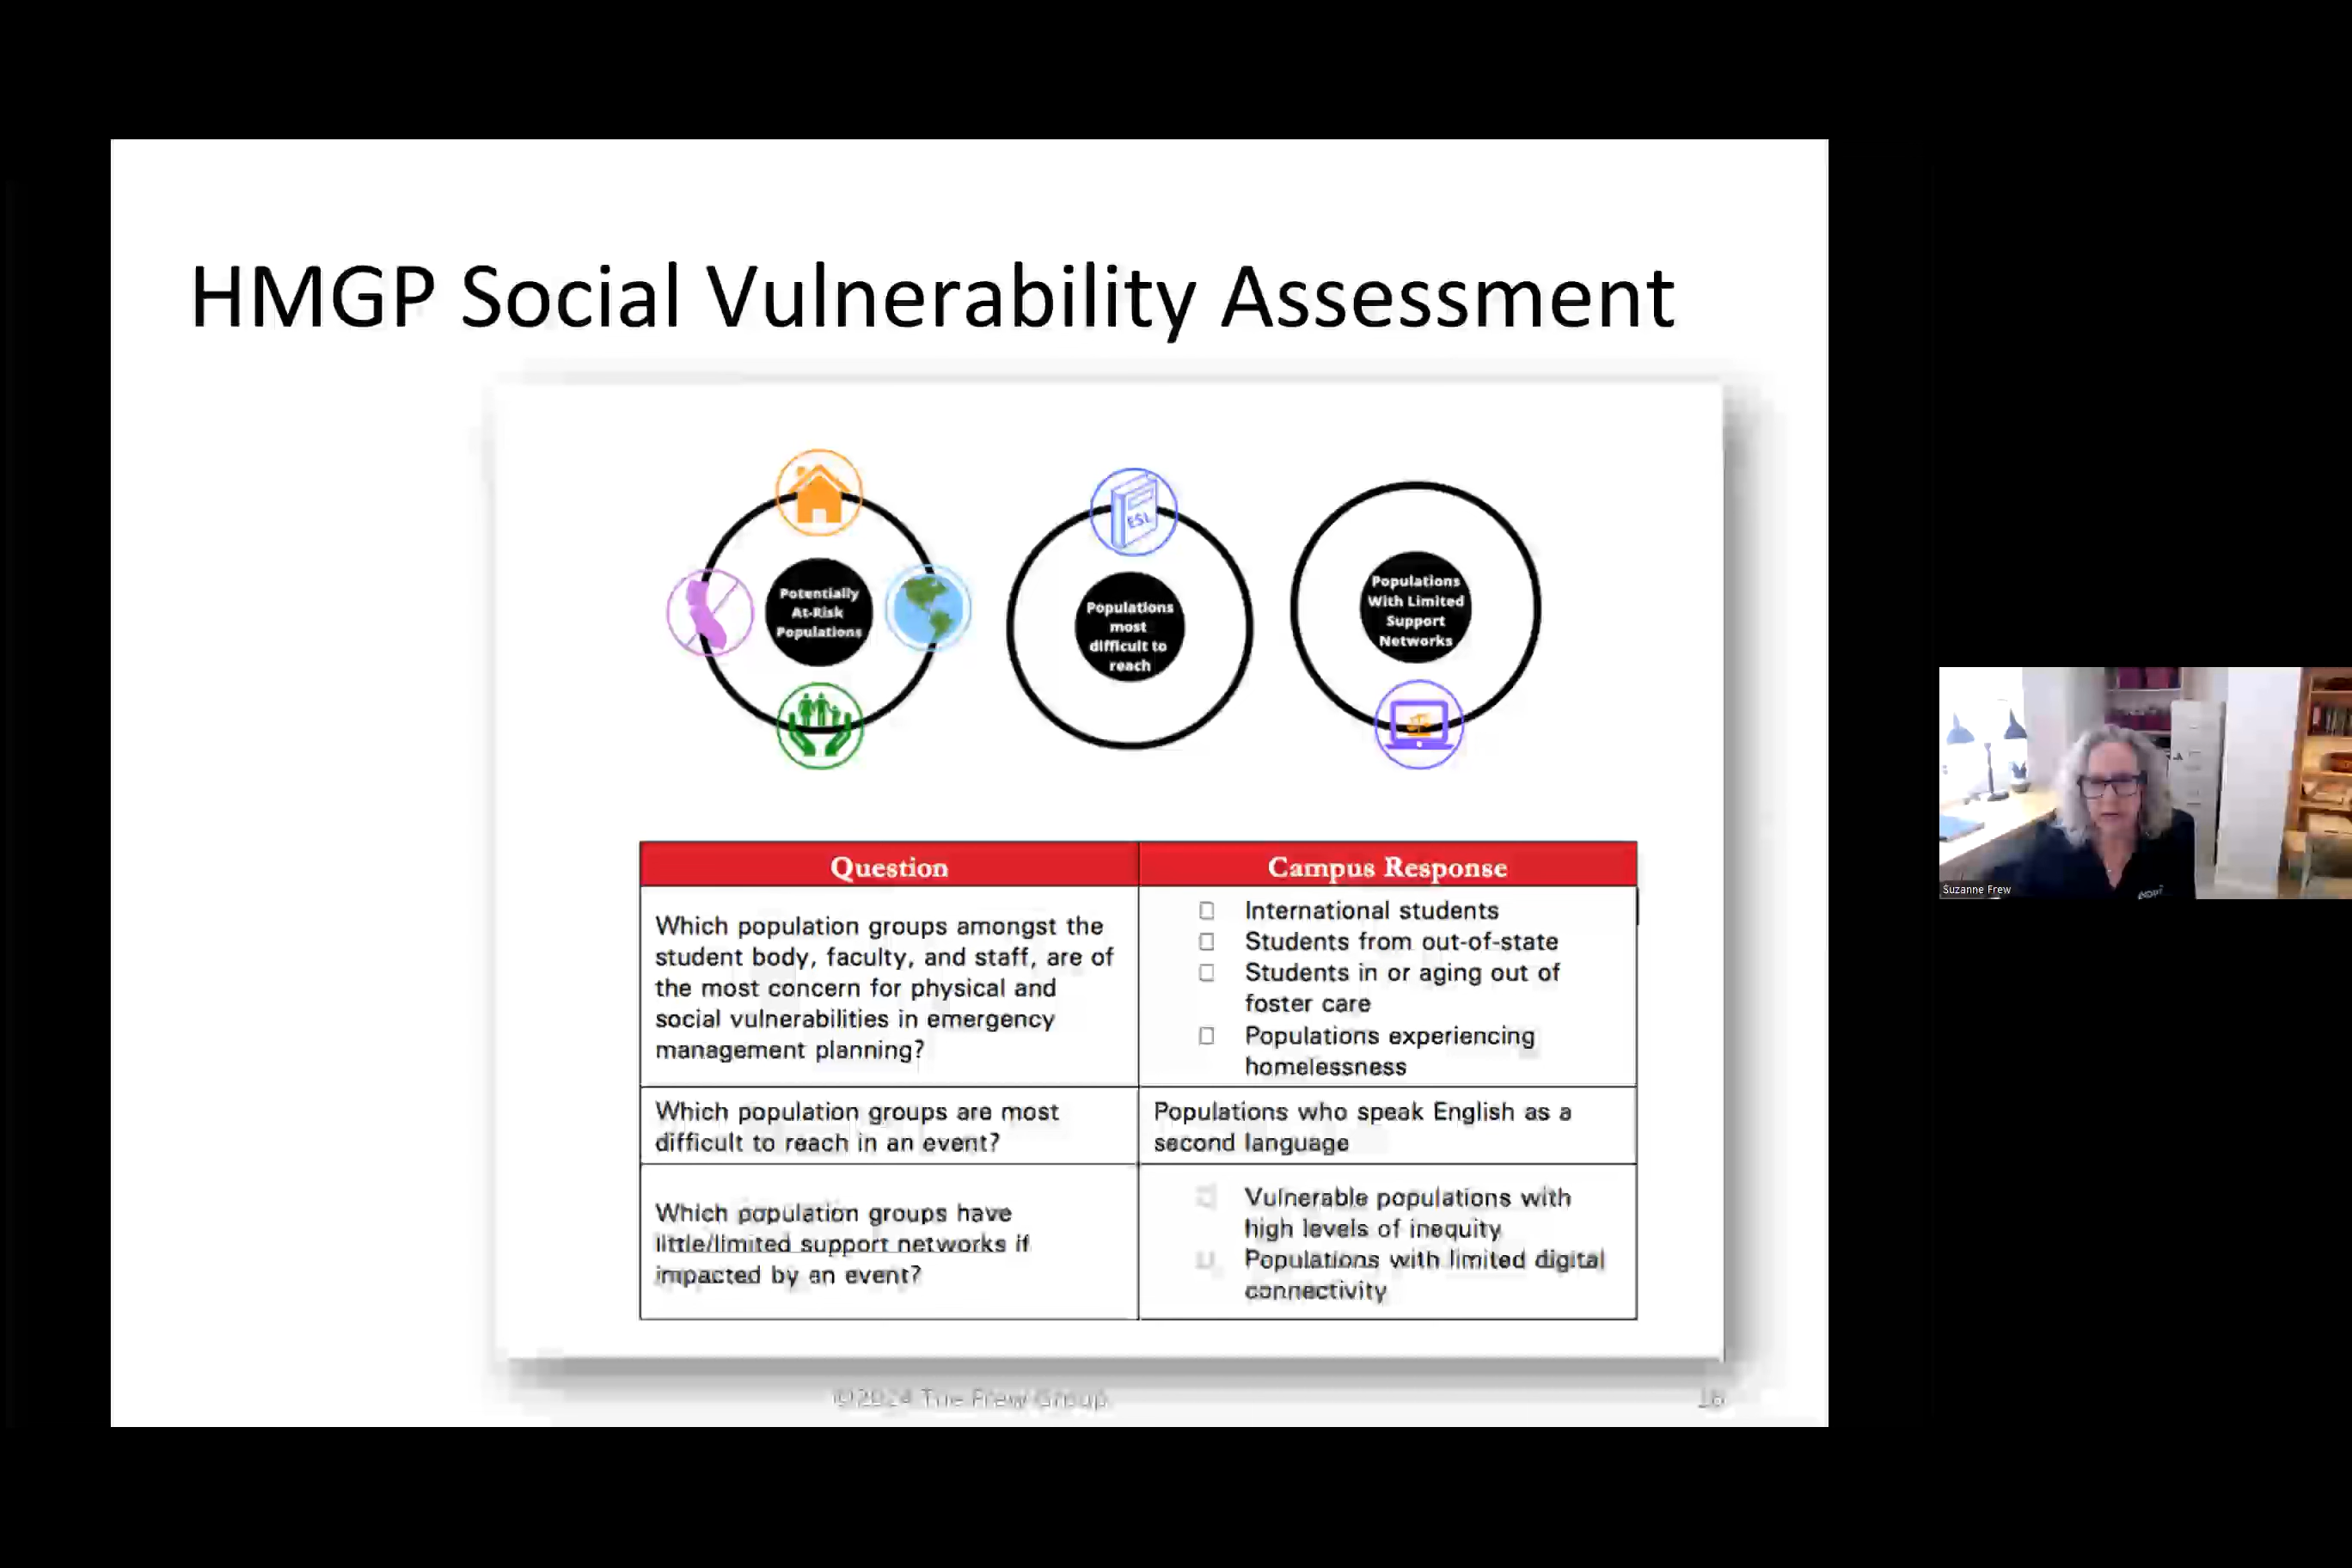 HMGP Social Vulnerability Assessment
ESL
Potentially
At-Risk
Populations
Populations
most
difficult to
reach
Populations
With Limited
Support
Networks
Question
Campus Response
Which population groups amongst the
student body, faculty, and staff, are of
the most concern for physical and
social vulnerabilities in emergency
management planning?
International students
Students from out-of-state
Students in or aging out of
foster care
Populations experiencing
homelessness
Which population groups are most
difficult to reach in an event?
Populations who speak English as a
second language
Which population groups have
little/limited support networks if
impacted by an event?
Vulnerable populations with
high levels of inequity
Populations with limited digital
connectivity
©2024 The Frew Group
16
Suzanne Frew